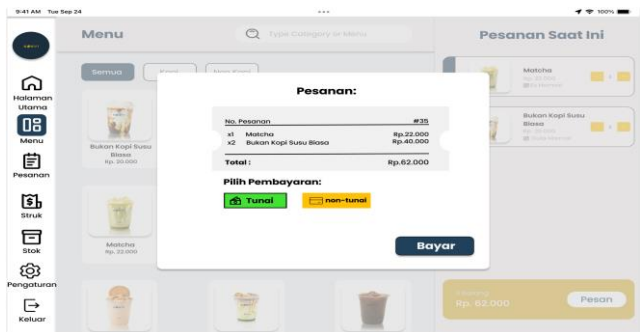 9:41 AM Tue Sep 24
100%
Menu
Type Category or Menu
Pesanan Saat Ini
Semua
Kopi
Non Kopi
Halaman
Utama
Menu
Pesanan
Struk
Stok
Pengaturan
Keluar
Bukan Kopi Susu
Biasa
Rp. 20.000
Matcha
Rp. 22.000
Pesanan:
No. Pesanan #35
x1 Matcha Rp.22.000
x2 Bukan Kopi Susu Biasa Rp.40.000
Total : Rp.62.000
Pilih Pembayaran:
Tunai
non-tunai
Bayar
Matcha
Rp. 22.000
Bukan Kopi Susu
Biasa
Rp. 62.000
Pesan